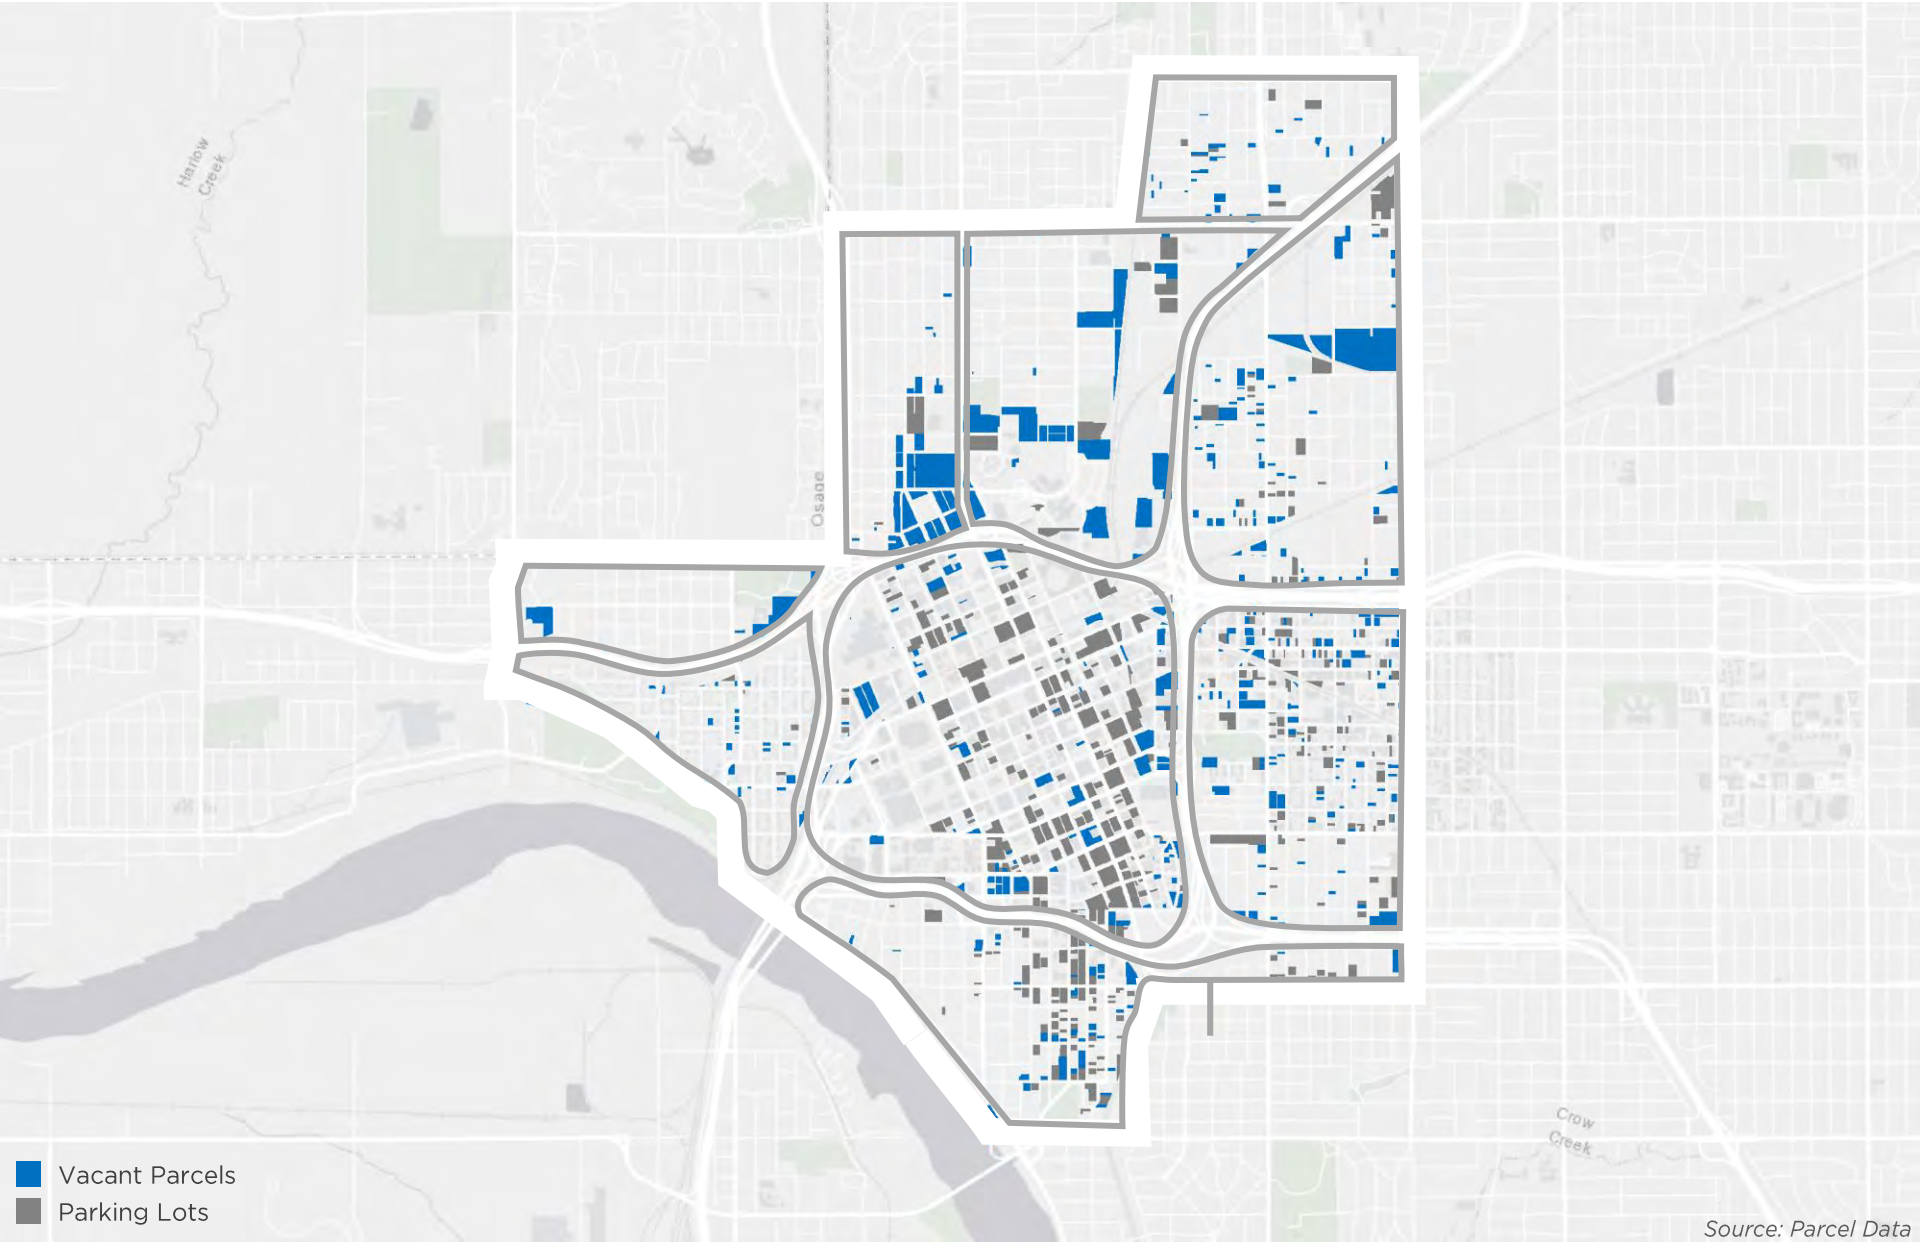 Harlow
Creek
Osage
Crow
Creek
Vacant Parcels
Parking Lots
Source: Parcel Data